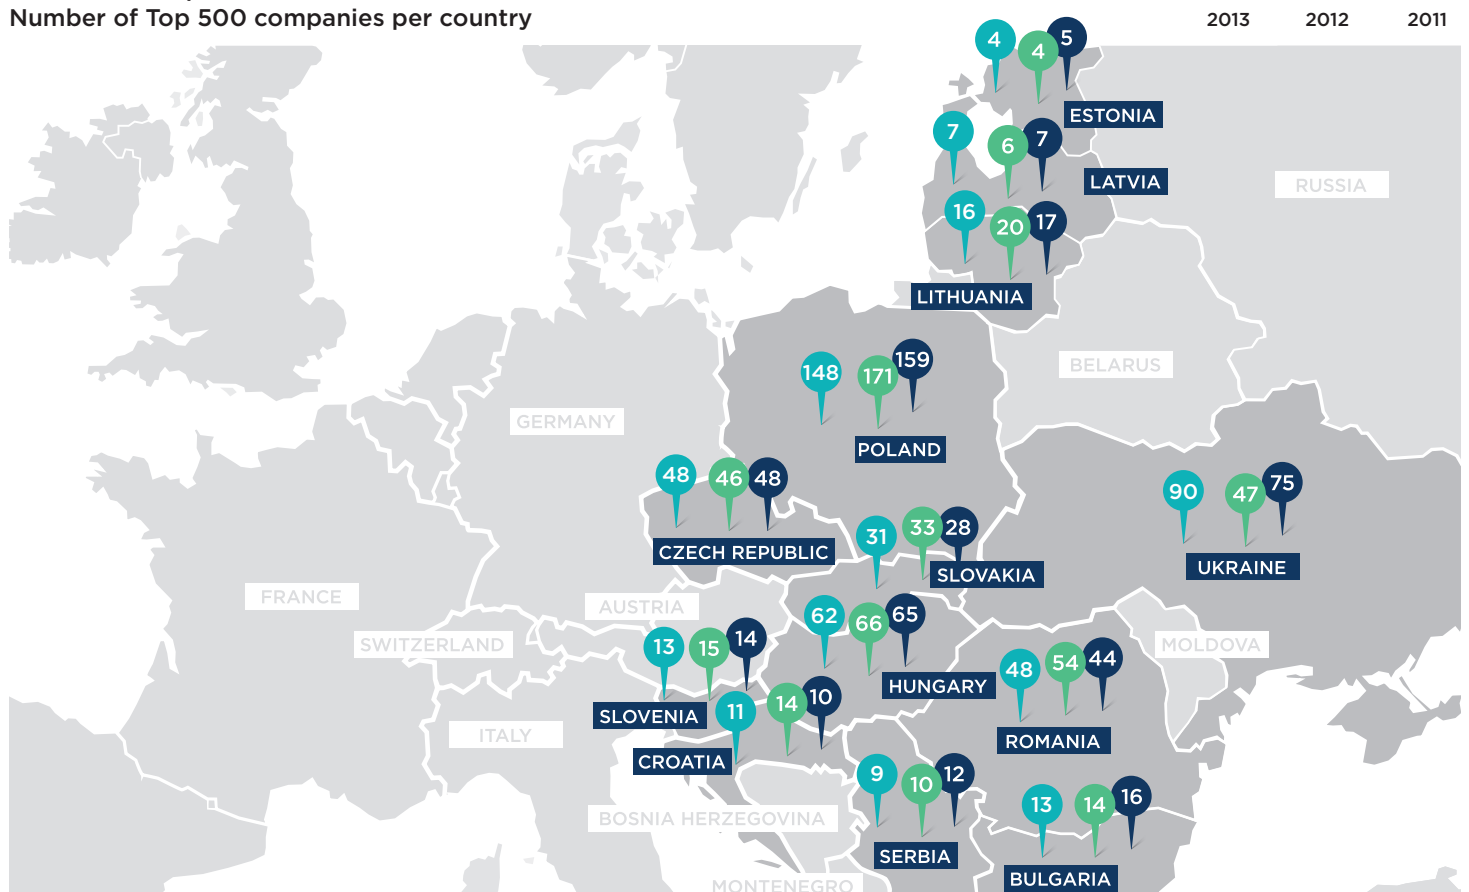 Number of Top 500 companies per country
2013 2012 2011
4 4 5
ESTONIA
7 6 7
LATVIA
RUSSIA
16 20 17
LITHUANIA
BELARUS
148 171 159
POLAND
GERMANY
48 46 48
CZECH REPUBLIC
90 47 75
UKRAINE
31 33 28
SLOVAKIA
FRANCE
AUSTRIA
62 66 65
HUNGARY
SWITZERLAND
13 15 14
SLOVENIA
MOLDOVA
48 54 44
ROMANIA
11 14 10
CROATIA
ITALY
9 10 12
SERBIA
13 14 16
BULGARIA
BOSNIA HERZEGOVINA
MONTENEGRO